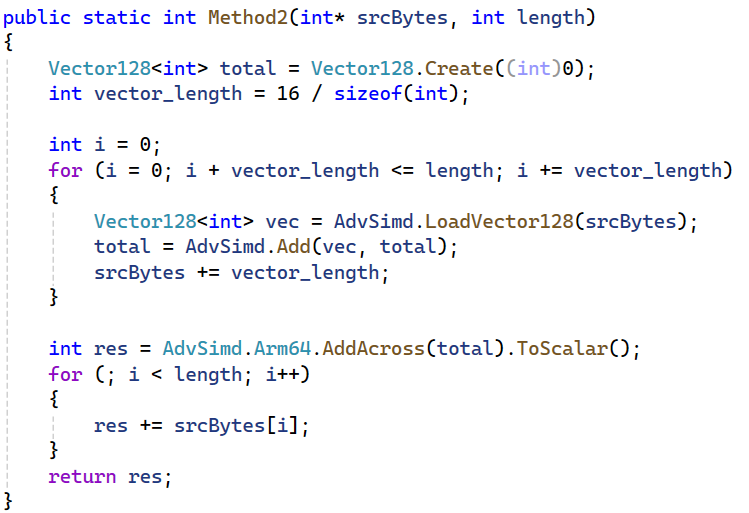 public static int Method2(int* srcBytes, int length)
{
    Vector128<int> total = Vector128.Create((int)0);
    int vector_length = 16 / sizeof(int);

    int i = 0;
    for (i = 0; i + vector_length <= length; i += vector_length)
    {
        Vector128<int> vec = AdvSimd.LoadVector128(srcBytes);
        total = AdvSimd.Add(vec, total);
        srcBytes += vector_length;
    }

    int res = AdvSimd.Arm64.AddAcross(total).ToScalar();
    for (; i < length; i++)
    {
        res += srcBytes[i];
    }
    return res;
}